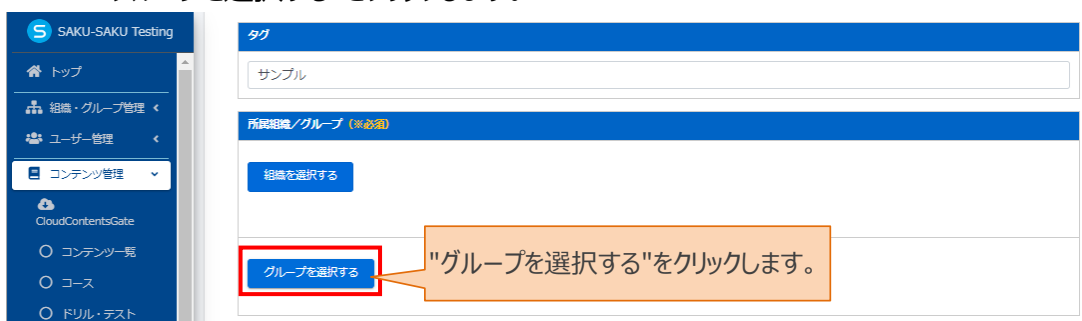 SAKU-SAKU Testing
トップ
組織・グループ管理
ユーザー管理
コンテンツ管理
CloudContentsGate
コンテンツ一覧
コース
ドリル・テスト
タグ
サンプル
所属組織/グループ (※必須)
組織を選択する
グループを選択する
"グループを選択する"をクリックします。